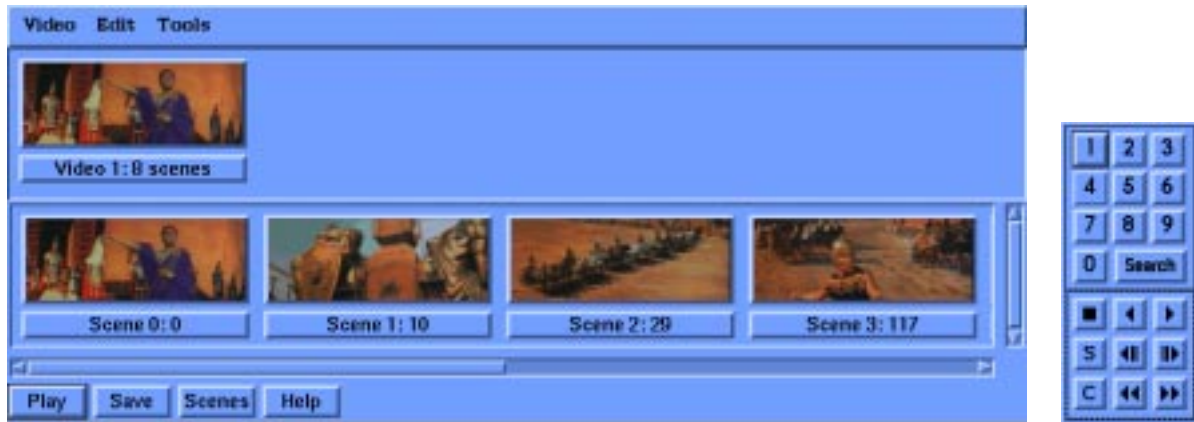 Video Edit Tools
Video 1: 8 scenes
Scene 0: 0 Scene 1: 10 Scene 2: 29 Scene 3: 117
Play Save Scenes Help
1 2 3
4 5 6
7 8 9
0 Search
S
C